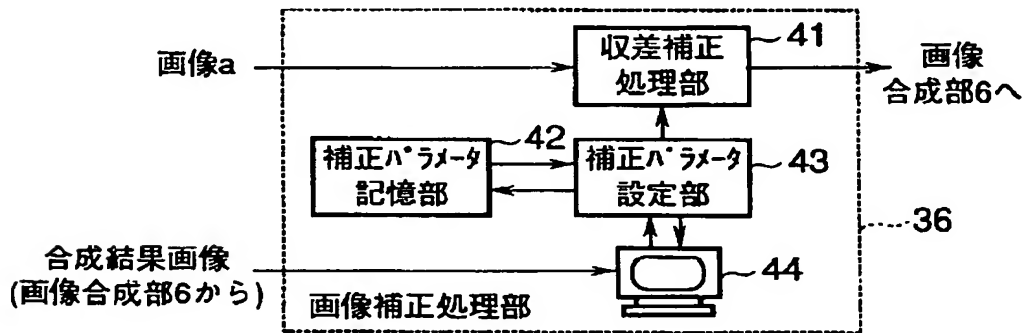 画像a
収差補正
処理部
41
画像
合成部6へ
補正パラメータ
記憶部
42
補正パラメータ
設定部
43
36
合成結果画像
(画像合成部6から)
44
画像補正処理部